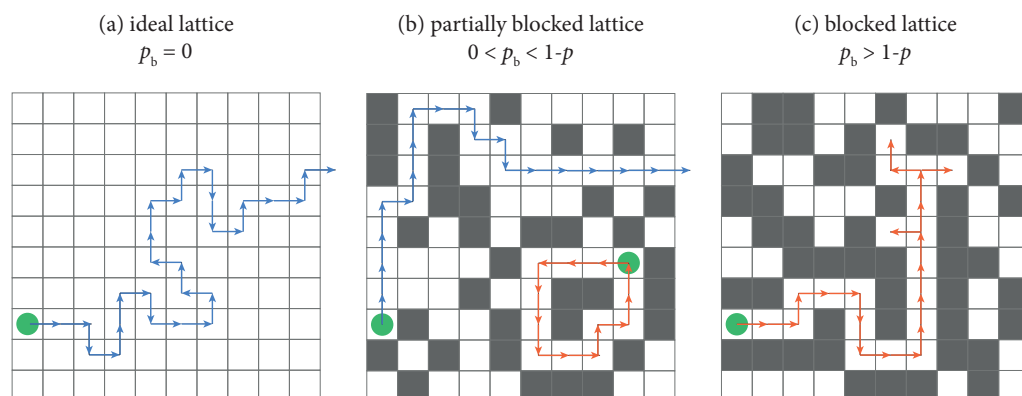 (a) ideal lattice
p_b = 0
(b) partially blocked lattice
0 < p_b < 1-p
(c) blocked lattice
p_b > 1-p